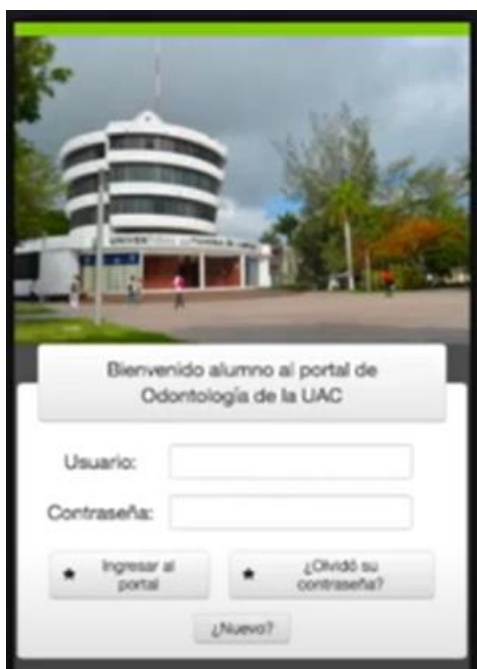 Bienvenido alumno al portal de
Odontología de la UAC
Usuario:
Contraseña:
* Ingresar al
portal
* ¿Olvidó su
contraseña?
¿Nuevo?